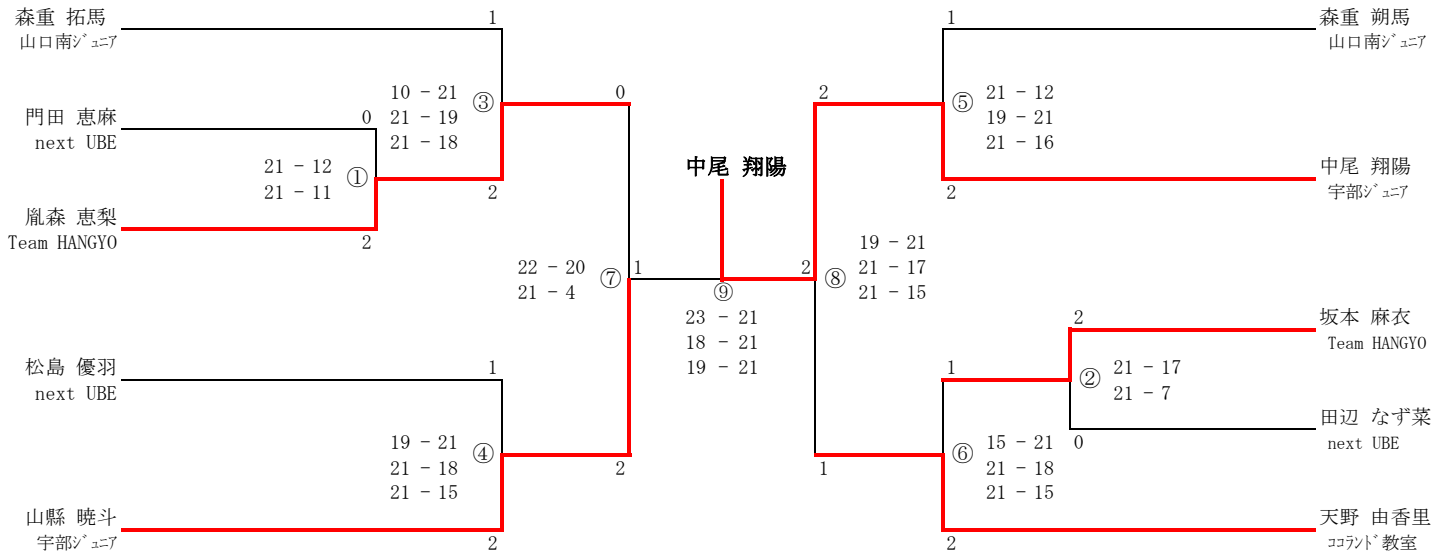 森重 拓馬
山口南ジュニア
1
門田 恵麻
next UBE
0
21 - 12
21 - 11
①
胤森 恵梨
Team HANGYO
2
10 - 21
21 - 19
21 - 18
③
2
0
松島 優羽
next UBE
1
19 - 21
21 - 18
21 - 15
④
山縣 暁斗
宇部ジュニア
2
2
22 - 20
21 - 4
⑦
1
中尾 翔陽
⑨
23 - 21
18 - 21
19 - 21
2
⑧
19 - 21
21 - 17
21 - 15
2
1
森重 朔馬
山口南ジュニア
1
⑤
21 - 12
19 - 21
21 - 16
中尾 翔陽
宇部ジュニア
2
坂本 麻衣
Team HANGYO
2
②
21 - 17
21 - 7
田辺 なず菜
next UBE
0
1
⑥
15 - 21
21 - 18
21 - 15
天野 由香里
ココランド教室
2